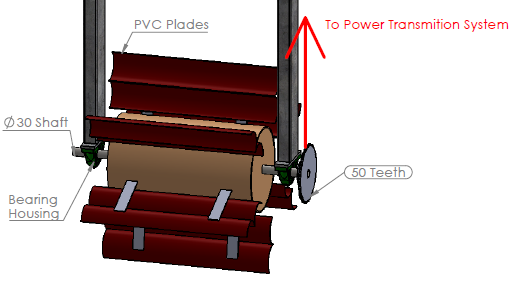 PVC Plades
To Power Transmition System
Ø30 Shaft
50 Teeth
Bearing
Housing